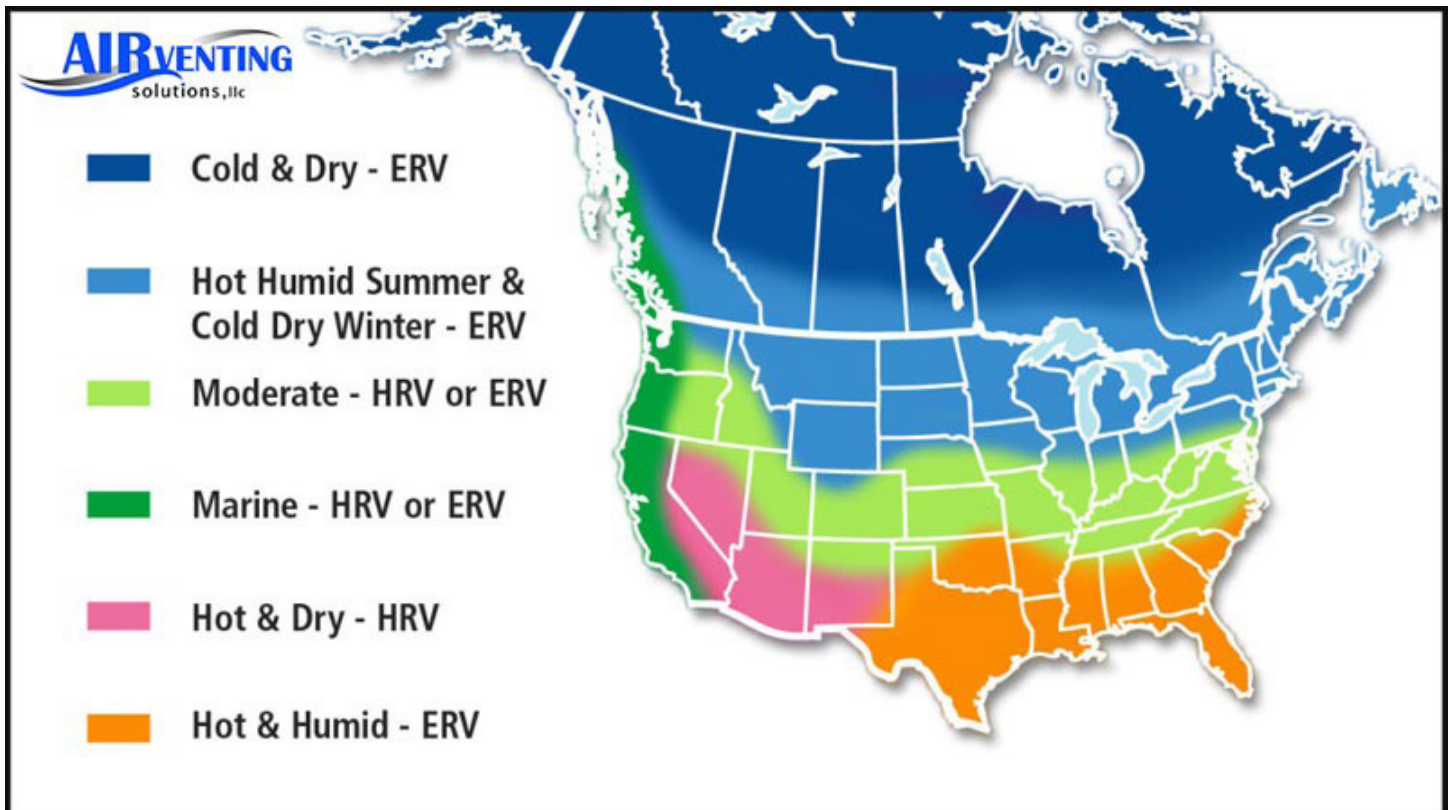 AIRVENTING
solutions,llc
Cold & Dry - ERV
Hot Humid Summer &
Cold Dry Winter - ERV
Moderate - HRV or ERV
Marine - HRV or ERV
Hot & Dry - HRV
Hot & Humid - ERV